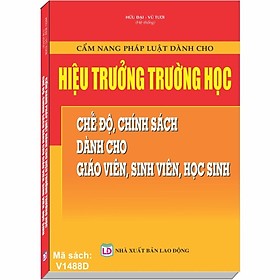 HỮU ĐẠI - VŨ TƯƠI
(Hệ thống)
CẨM NANG PHÁP LUẬT DÀNH CHO
HIỆU TRƯỞNG TRƯỜNG HỌC
CHẾ ĐỘ, CHÍNH SÁCH
DÀNH CHO
GIÁO VIÊN, SINH VIÊN, HỌC SINH
NHÀ XUẤT BẢN LAO ĐỘNG
Mã sách:
V1488D